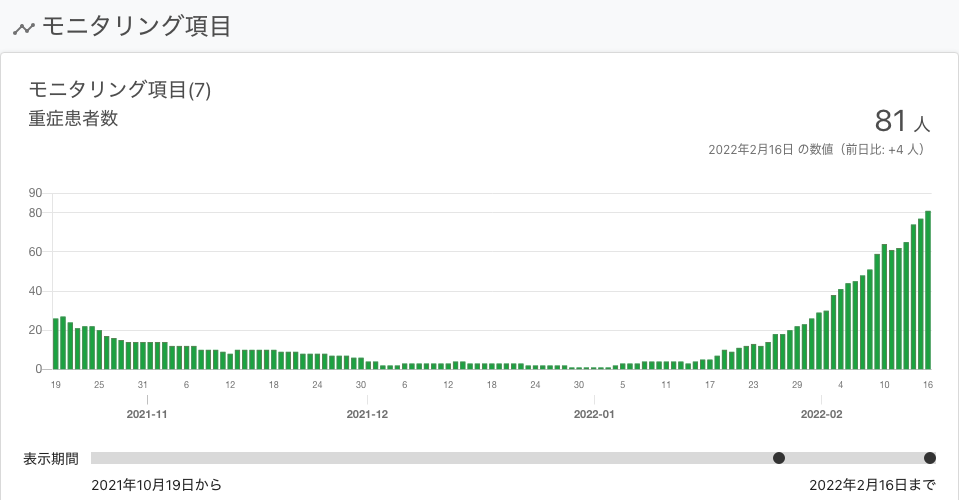 モニタリング項目
モニタリング項目(7)
重症患者数
81 人
2022年2月16日 の数値（前日比: +4 人）
90
80
60
40
20
0
19 25 31 6 12 18 24 30 6 12 18 24 30 5 11 17 23 29 4 10 16
2021-11 2021-12 2022-01 2022-02
表示期間
2021年10月19日から 2022年2月16日まで